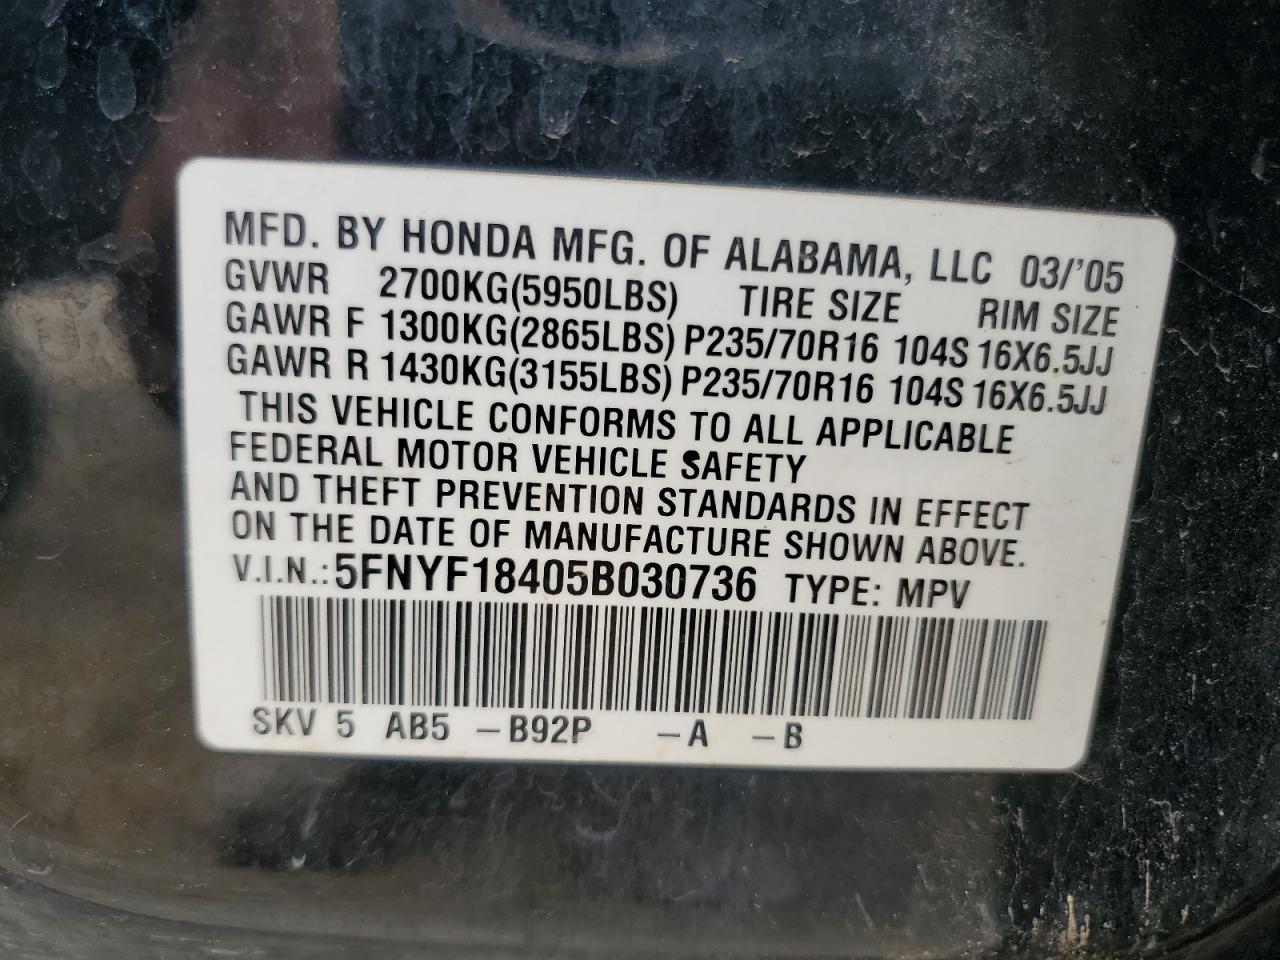 MFD. BY HONDA MFG. OF ALABAMA, LLC 03/'05
GVWR 2700KG(5950LBS) TIRE SIZE RIM SIZE
GAWR F 1300KG(2865LBS) P235/70R16 104S 16X6.5JJ
GAWR R 1430KG(3155LBS) P235/70R16 104S 16X6.5JJ
THIS VEHICLE CONFORMS TO ALL APPLICABLE
FEDERAL MOTOR VEHICLE SAFETY
AND THEFT PREVENTION STANDARDS IN EFFECT
ON THE DATE OF MANUFACTURE SHOWN ABOVE.
V.I.N.: 5FNYF18405B030736 TYPE: MPV
SKV 5 AB5 -B92P -A -B